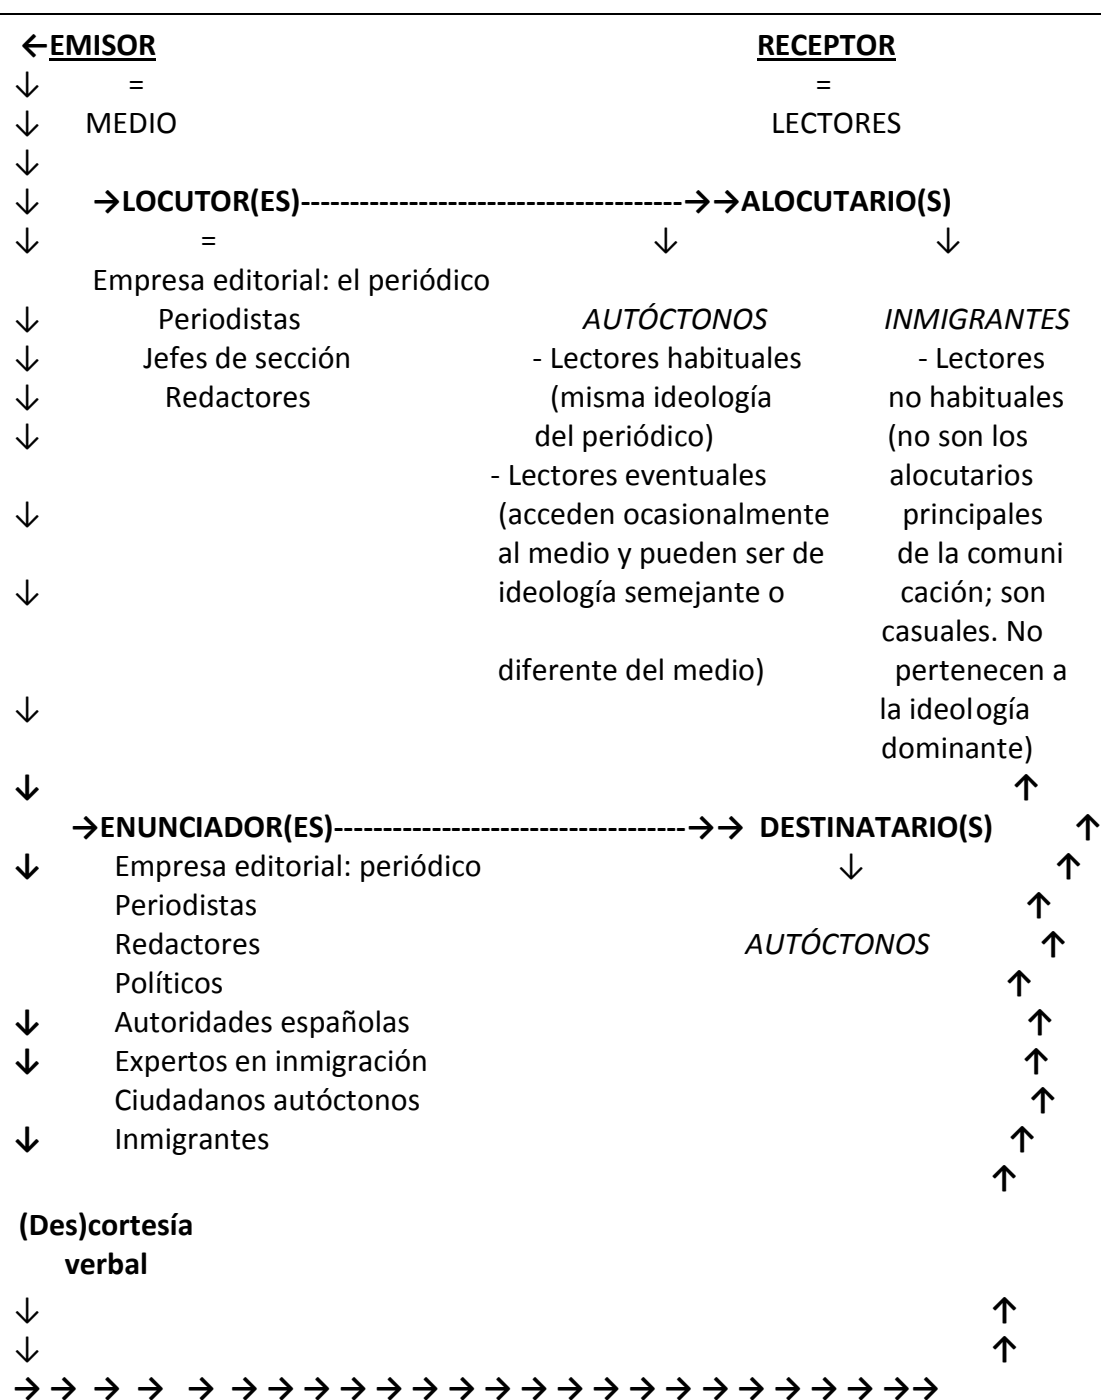 ←EMISOR RECEPTOR
↓ = =
↓ MEDIO LECTORES
↓
↓ →LOCUTOR(ES)---------------------------------------→→ALOCUTARIO(S)
↓ = ↓ ↓
Empresa editorial: el periódico
↓ Periodistas AUTÓCTONOS INMIGRANTES
↓ Jefes de sección - Lectores habituales - Lectores
↓ Redactores (misma ideología no habituales
↓ del periódico) (no son los
- Lectores eventuales alocutarios
↓ (acceden ocasionalmente principales
al medio y pueden ser de de la comuni
↓ ideología semejante o cación; son
casuales. No
diferente del medio) pertenecen a
↓ la ideología
dominante)
↓ ↑
→ENUNCIADOR(ES)------------------------------------→→ DESTINATARIO(S) ↑
↓ Empresa editorial: periódico ↓ ↑
Periodistas ↑
Redactores AUTÓCTONOS ↑
Políticos ↑
↓ Autoridades españolas ↑
↓ Expertos en inmigración ↑
Ciudadanos autóctonos ↑
↓ Inmigrantes ↑
↑
(Des)cortesía
verbal
↓ ↑
↓ ↑
→ → → → → → → → → → → → → → → → → → → → → → → →→